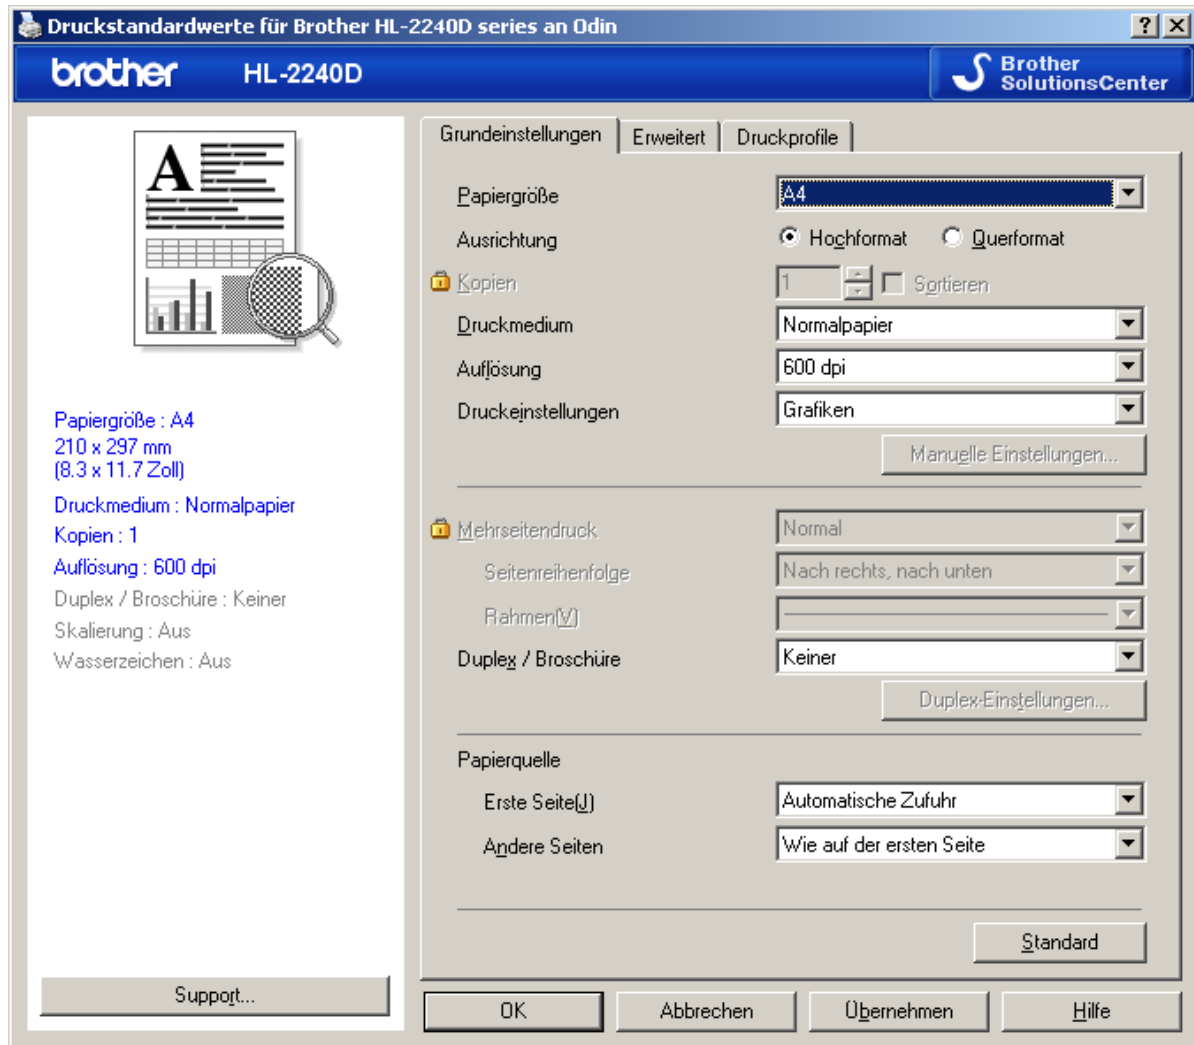 Druckstandardwerte für Brother HL-2240D series an Odin
brother HL-2240D
Brother
SolutionsCenter
A
Papiergröße : A4
210 x 297 mm
(8.3 x 11.7 Zoll)
Druckmedium : Normalpapier
Kopien : 1
Auflösung : 600 dpi
Duplex / Broschüre : Keiner
Skalierung : Aus
Wasserzeichen : Aus
Support...
Grundeinstellungen Erweitert Druckprofile
Papiergröße A4
Ausrichtung Hochformat Querformat
Kopien 1 Sortieren
Druckmedium Normalpapier
Auflösung 600 dpi
Druckeinstellungen Grafiken
Manuelle Einstellungen...
Mehrseitendruck Normal
Seitenreihenfolge Nach rechts, nach unten
Rahmen(V)
Duplex / Broschüre Keiner
Duplex-Einstellungen...
Papierquelle
Erste Seite(J) Automatische Zufuhr
Andere Seiten Wie auf der ersten Seite
Standard
OK Abbrechen Übernehmen Hilfe